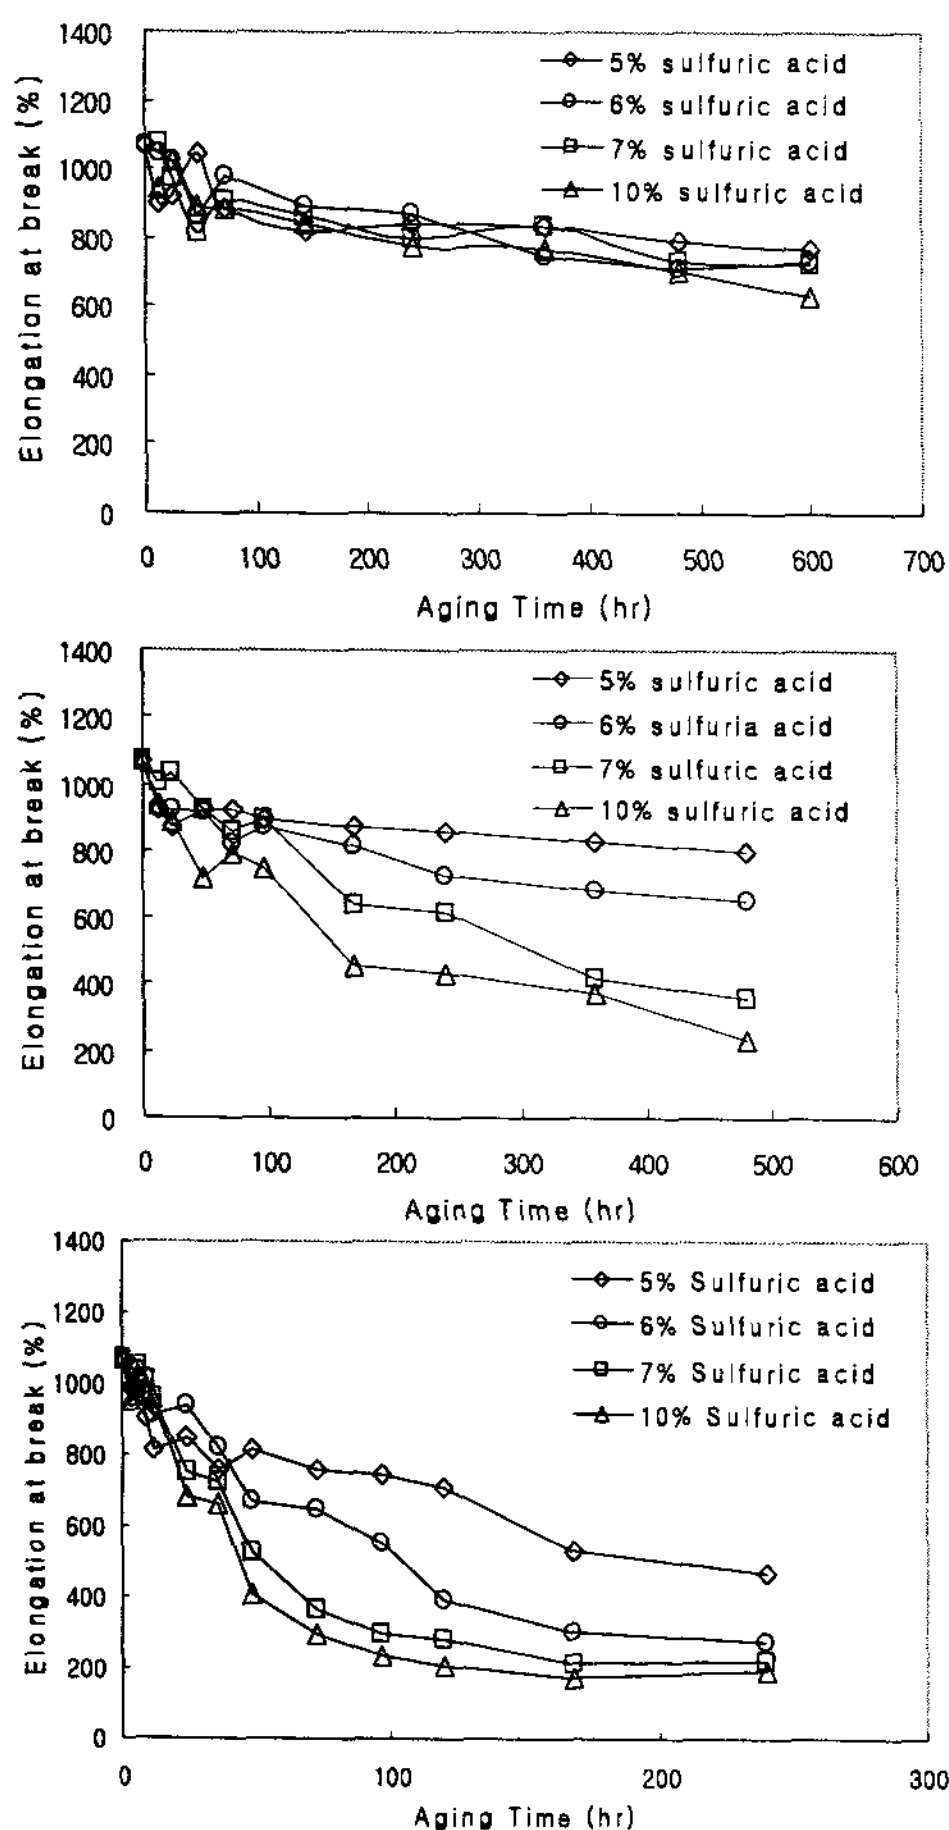 1400
1200
1000
800
600
400
200
0
Elongation at break (%)
5% sulfuric acid
6% sulfuric acid
7% sulfuric acid
10% sulfuric acid
0 100 200 300 400 500 600 700
Aging Time (hr)
1400
1200
1000
800
600
400
200
0
Elongation at break (%)
5% sulfuric acid
6% sulfuria acid
7% sulfuric acid
10% sulfuric acid
0 100 200 300 400 500 600
Aging Time (hr)
1400
1200
1000
800
600
400
200
0
Elongation at break (%)
5% Sulfuric acid
6% Sulfuric acid
7% Sulfuric acid
10% Sulfuric acid
0 100 200 300
Aging Time (hr)